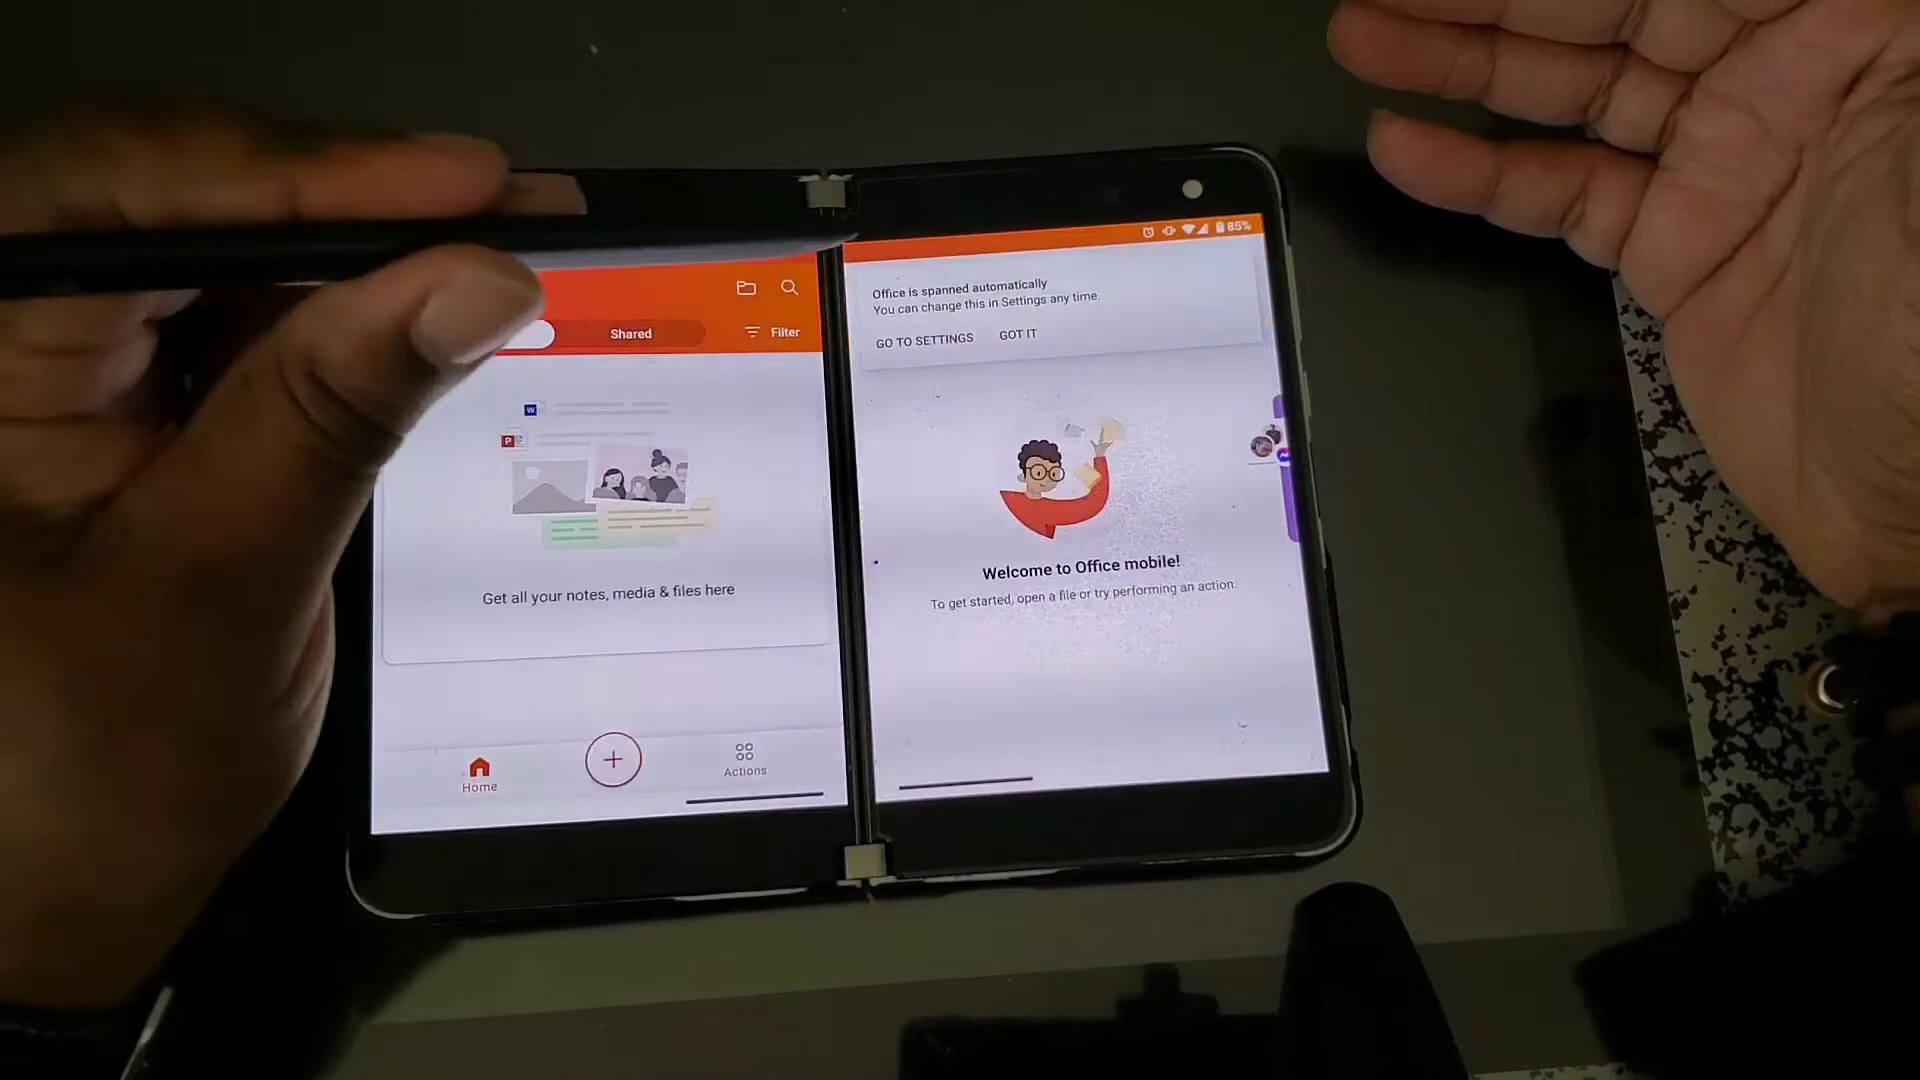 85%
Shared
Filter
Office is spanned automatically
You can change this in Settings any time.
GO TO SETTINGS GOT IT
W
P
Get all your notes, media & files here
Welcome to Office mobile!
To get started, open a file or try performing an action.
Home
Actions